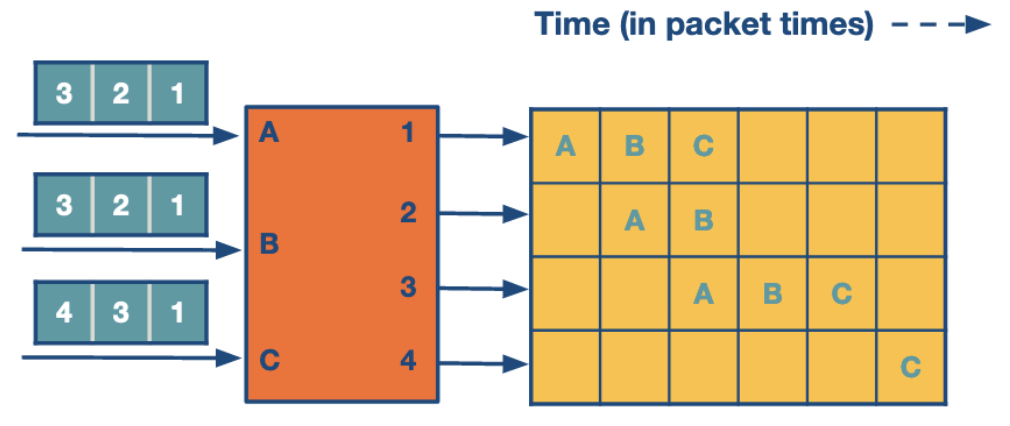 Time (in packet times)
3 2 1
A 1 A B C
3 2 1
2 A B
B
3 A B C
4 3 1
C 4 C